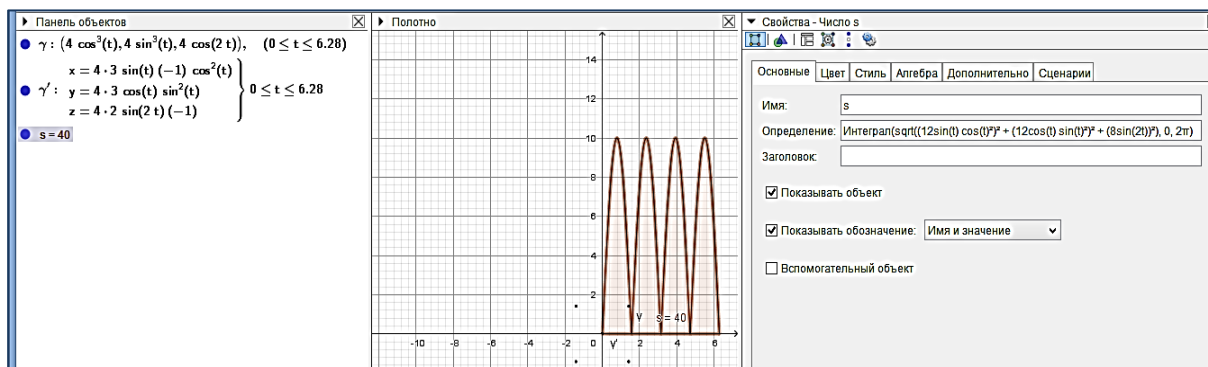 Панель объектов
γ : (4 cos³(t), 4 sin³(t), 4 cos(2 t)), (0 ≤ t ≤ 6.28)
x = 4 · 3 sin(t) (−1) cos²(t)
γ′ : y = 4 · 3 cos(t) sin²(t) 0 ≤ t ≤ 6.28
z = 4 · 2 sin(2 t) (−1)
s = 40
Полотно
14
12
10
8
6
4
2
γ s = 40
-10 -8 -6 -4 -2 0 2 4 6
γ′
Свойства - Число s
Основные Цвет Стиль Алгебра Дополнительно Сценарии
Имя: s
Определение: Интеграл(sqrt((12sin(t) cos(t)²)² + (12cos(t) sin(t)²)² + (8sin(2t))²), 0, 2π)
Заголовок:
Показывать объект
Показывать обозначение: Имя и значение
Вспомогательный объект